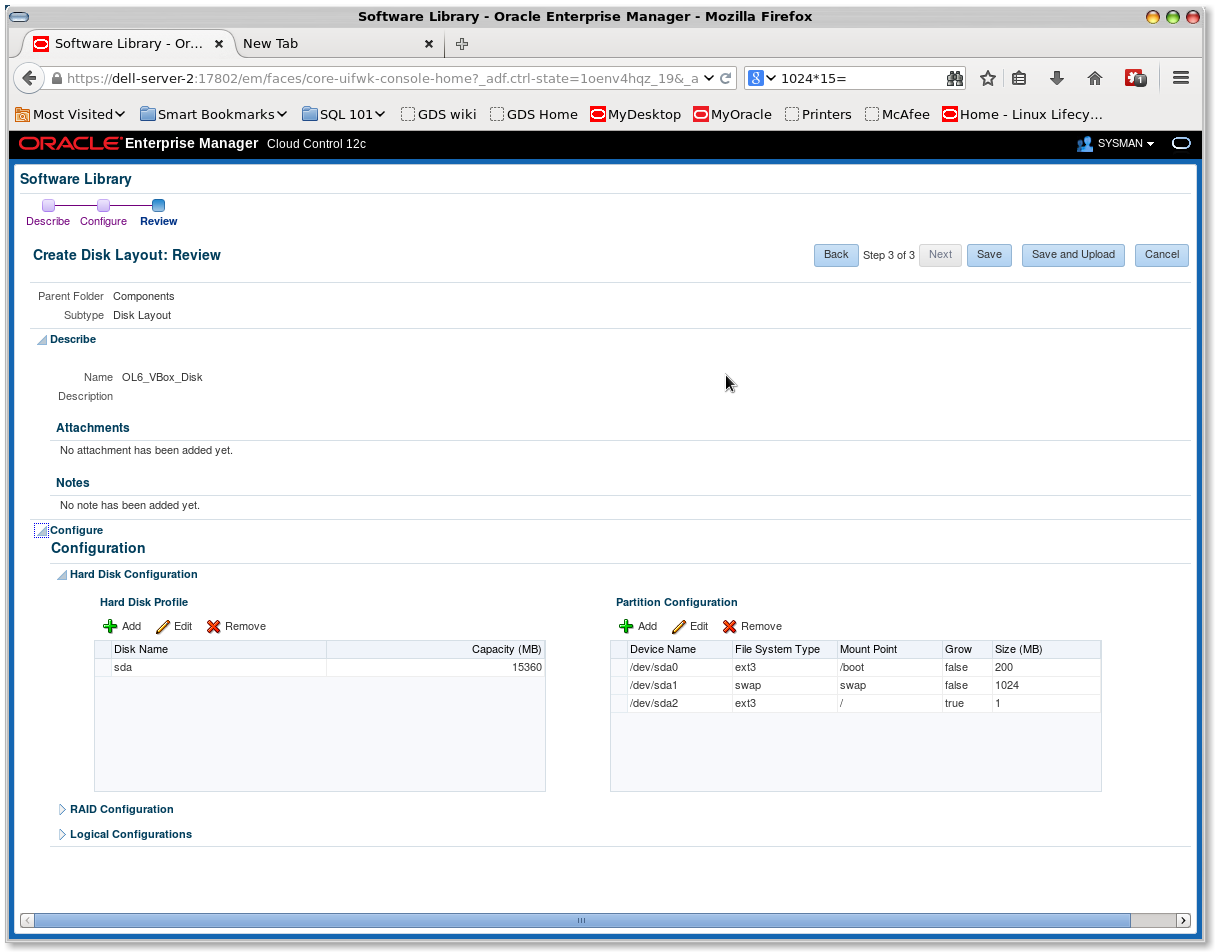 Software Library - Oracle Enterprise Manager - Mozilla Firefox
Software Library - Or... New Tab
https://dell-server-2:17802/em/faces/core-uifwk-console-home?_adf.ctrl-state=1oenv4hqz_19&_a 8 1024*15= 1
Most Visited Smart Bookmarks SQL 101 GDS wiki GDS Home MyDesktop MyOracle Printers McAfee Home - Linux Lifecy...
ORACLE Enterprise Manager Cloud Control 12c SYSMAN
Software Library
Describe Configure Review
Create Disk Layout: Review Back Step 3 of 3 Next Save Save and Upload Cancel
Parent Folder Components
Subtype Disk Layout
Describe
Name OL6_VBox_Disk
Description
Attachments
No attachment has been added yet.
Notes
No note has been added yet.
Configure
Configuration
Hard Disk Configuration
Hard Disk Profile Partition Configuration
Add Edit Remove Add Edit Remove
Disk Name Capacity (MB) Device Name File System Type Mount Point Grow Size (MB)
sda 15360 /dev/sda0 ext3 /boot false 200
/dev/sda1 swap swap false 1024
/dev/sda2 ext3 / true 1
RAID Configuration
Logical Configurations